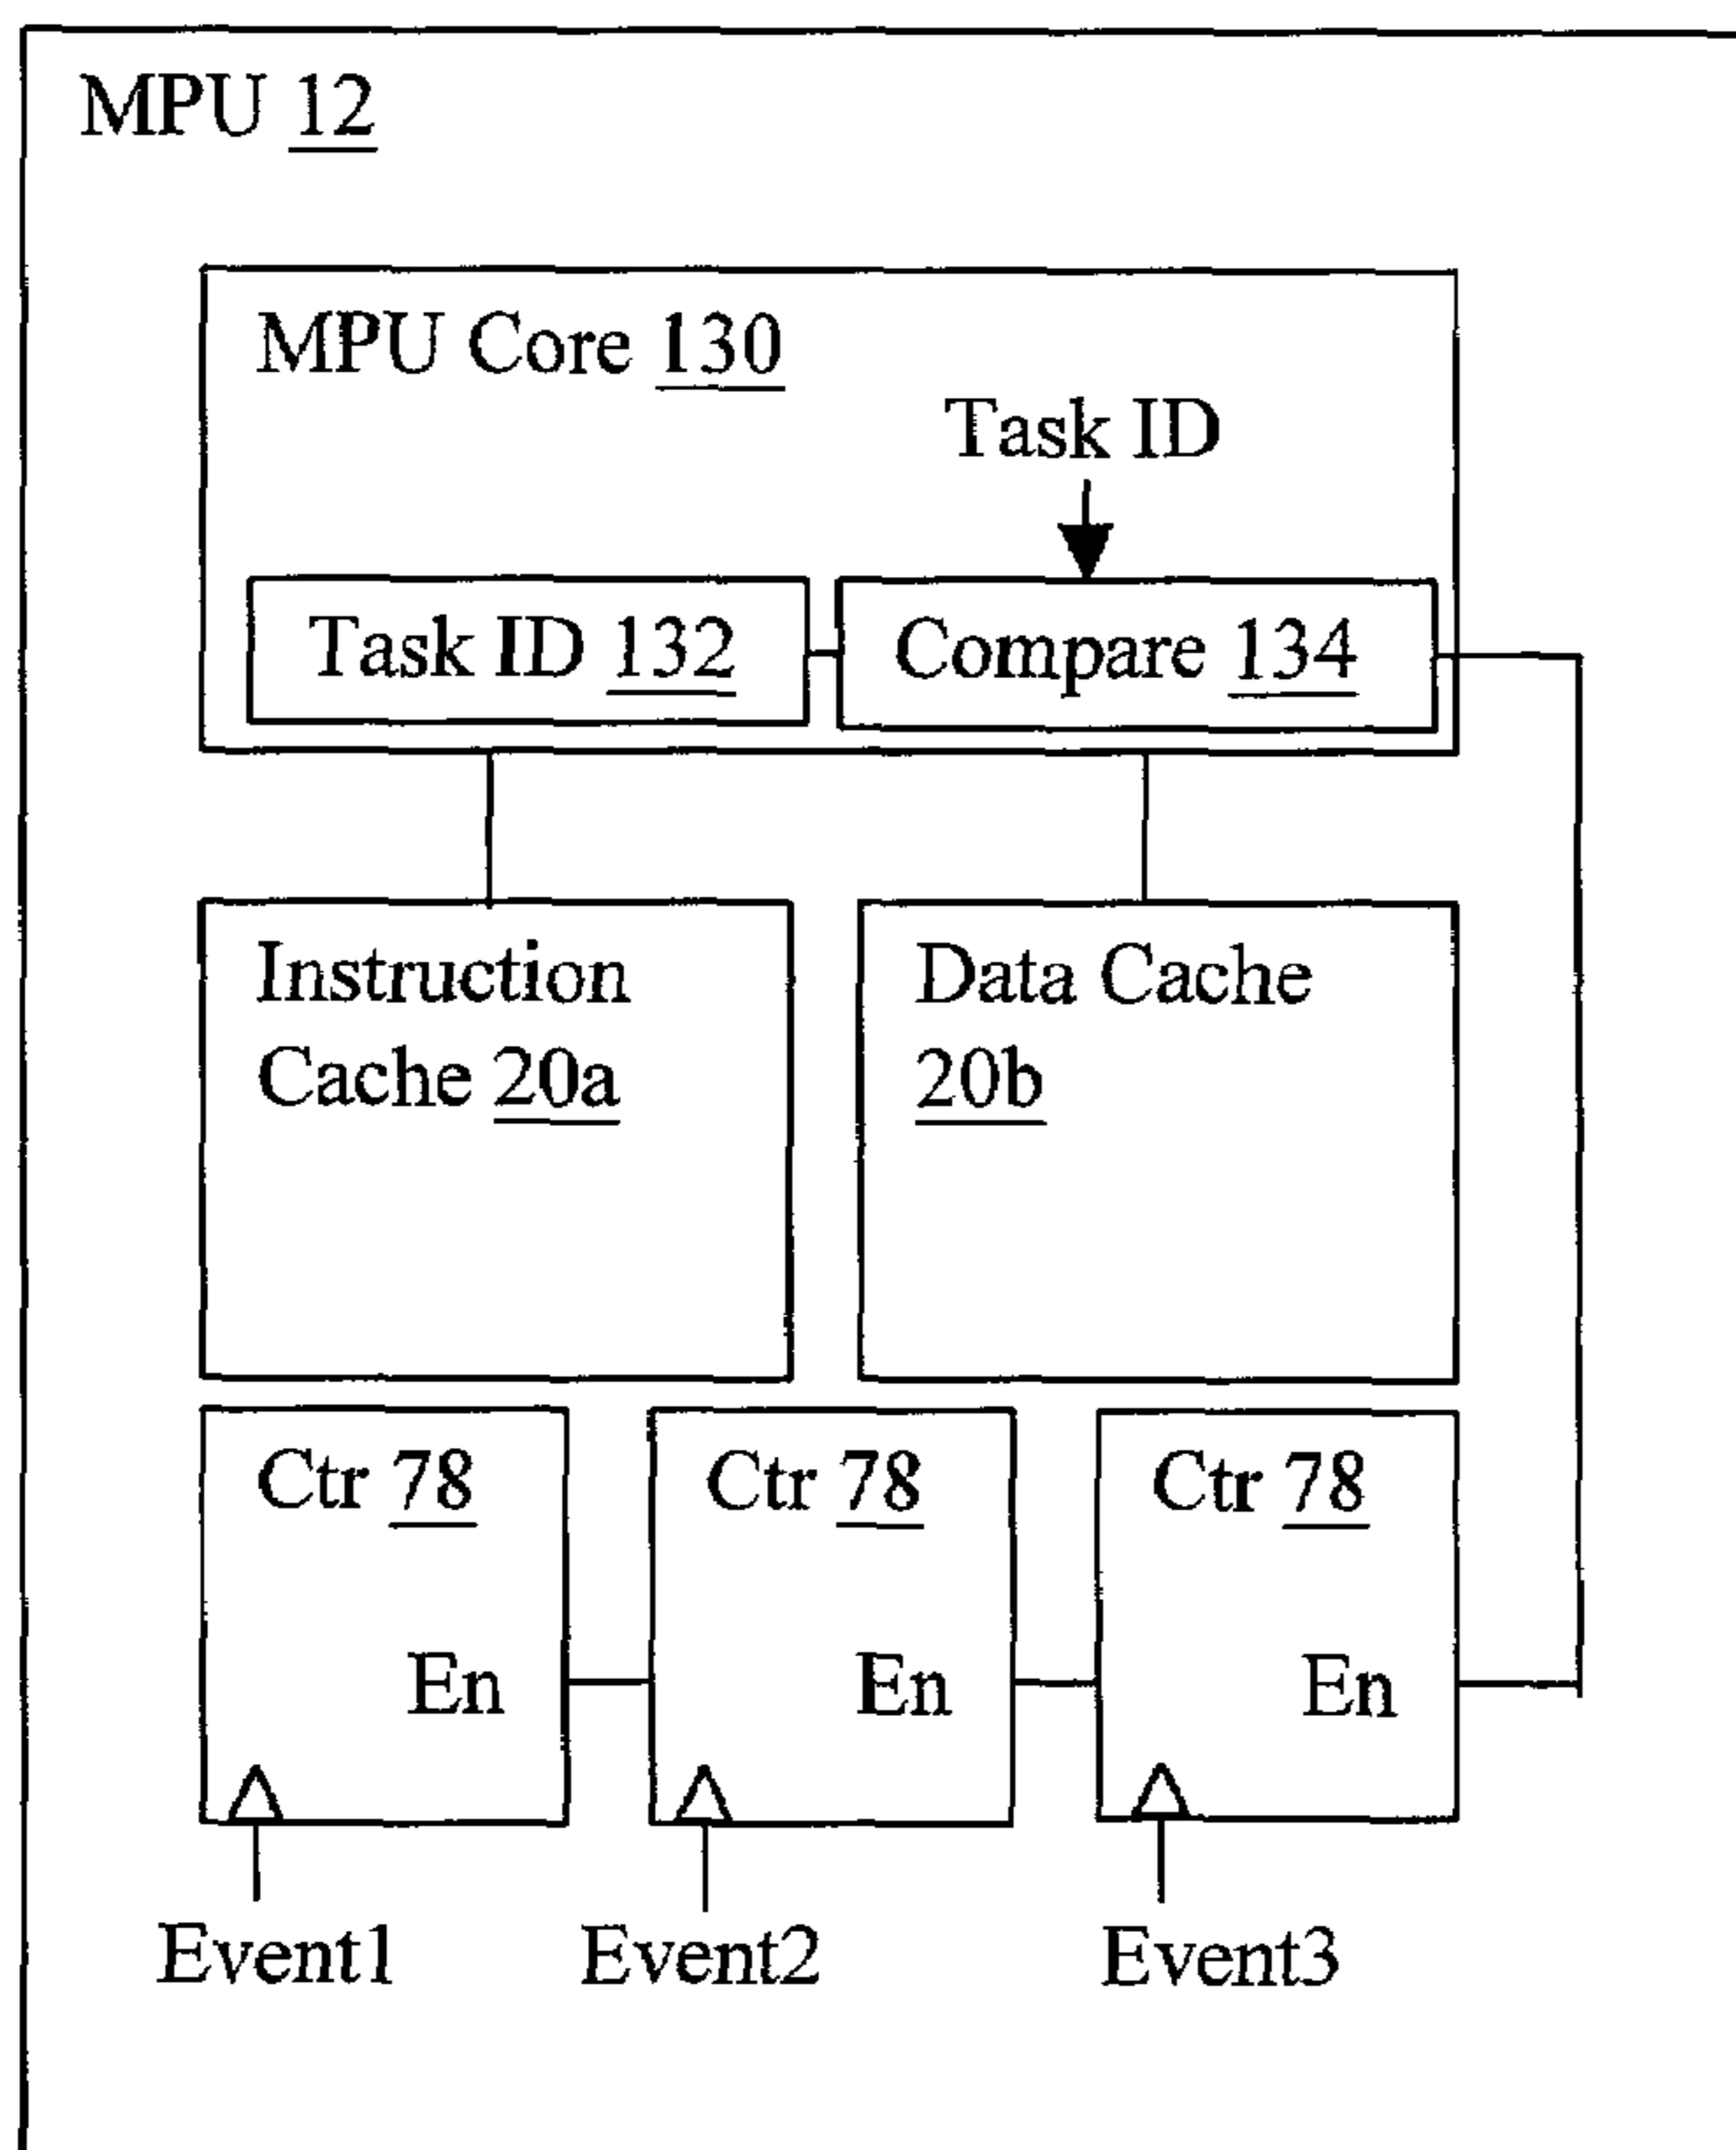 MPU 12
MPU Core 130
Task ID
Task ID 132
Compare 134
Instruction
Cache 20a
Data Cache
20b
Ctr 78
Ctr 78
Ctr 78
En
En
En
Event1
Event2
Event3